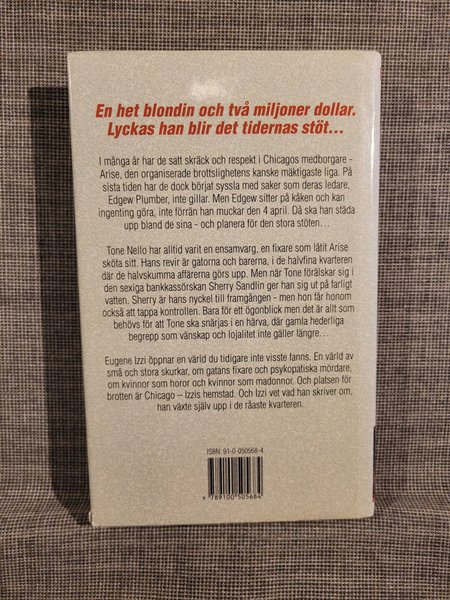 En het blondin och två miljoner dollar.
Lyckas han blir det tidernas stöt...
I många år har de satt skräck och respekt i Chicagos medborgare -
Arise, den organiserade brottslighetens kanske mäktigaste liga. På
sista tiden har de dock börjat syssla med saker som deras ledare,
Edgew Plumber, inte gillar. Men Edgew sitter på kåken och kan
ingenting göra, inte förrän han muckar den 4 april. Då ska han städa
upp bland de sina - och planera för den stora stöten...
Tone Nello har alltid varit en ensamvarg, en fixare som låtit Arise
sköta sitt. Hans revir är gatorna och barerna, i de halvfina kvarteren
där de halvskumma affärerna görs upp. Men när Tone förälskar sig i
den sexiga bankkassörskan Sherry Sandlin ger han sig ut på farligt
vatten. Sherry är hans nyckel till framgången - men hon får honom
också att tappa kontrollen. Bara för ett ögonblick men det är allt som
behövs för att Tone ska snärjas i en härva, där gamla hederliga
begrepp som vänskap och lojalitet inte gäller längre...
Eugene Izzi öppnar en värld du tidigare inte visste fanns. En värld av
små och stora skurkar, om gatans fixare och psykopatiska mördare,
om kvinnor som horor och kvinnor som madonnor. Och platsen för
brotten är Chicago – Izzis hemstad. Och Izzi vet vad han skriver om,
han växte själv upp i de råaste kvarteren.
ISBN: 91-0-050568-4
9 789100 505684